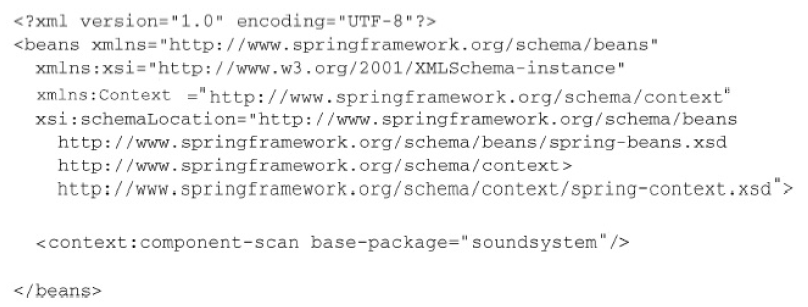 <?xml version="1.0" encoding="UTF-8"?>
<beans xmlns="http://www.springframework.org/schema/beans"
xmlns:xsi="http://www.w3.org/2001/XMLSchema-instance"
xmlns:Context ="http://www.springframework.org/schema/context"
xsi:schemaLocation="http://www.springframework.org/schema/beans
http://www.springframework.org/schema/beans/spring-beans.xsd
http://www.springframework.org/schema/context>
http://www.springframework.org/schema/context/spring-context.xsd">
<context:component-scan base-package="soundsystem"/>
</beans>